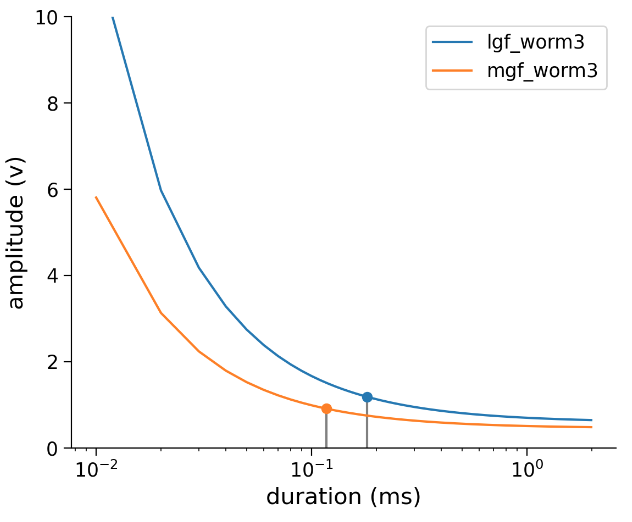 10
8
6
4
2
0
amplitude (v)
lgf_worm3
mgf_worm3
10⁻² 10⁻¹ 10⁰
duration (ms)